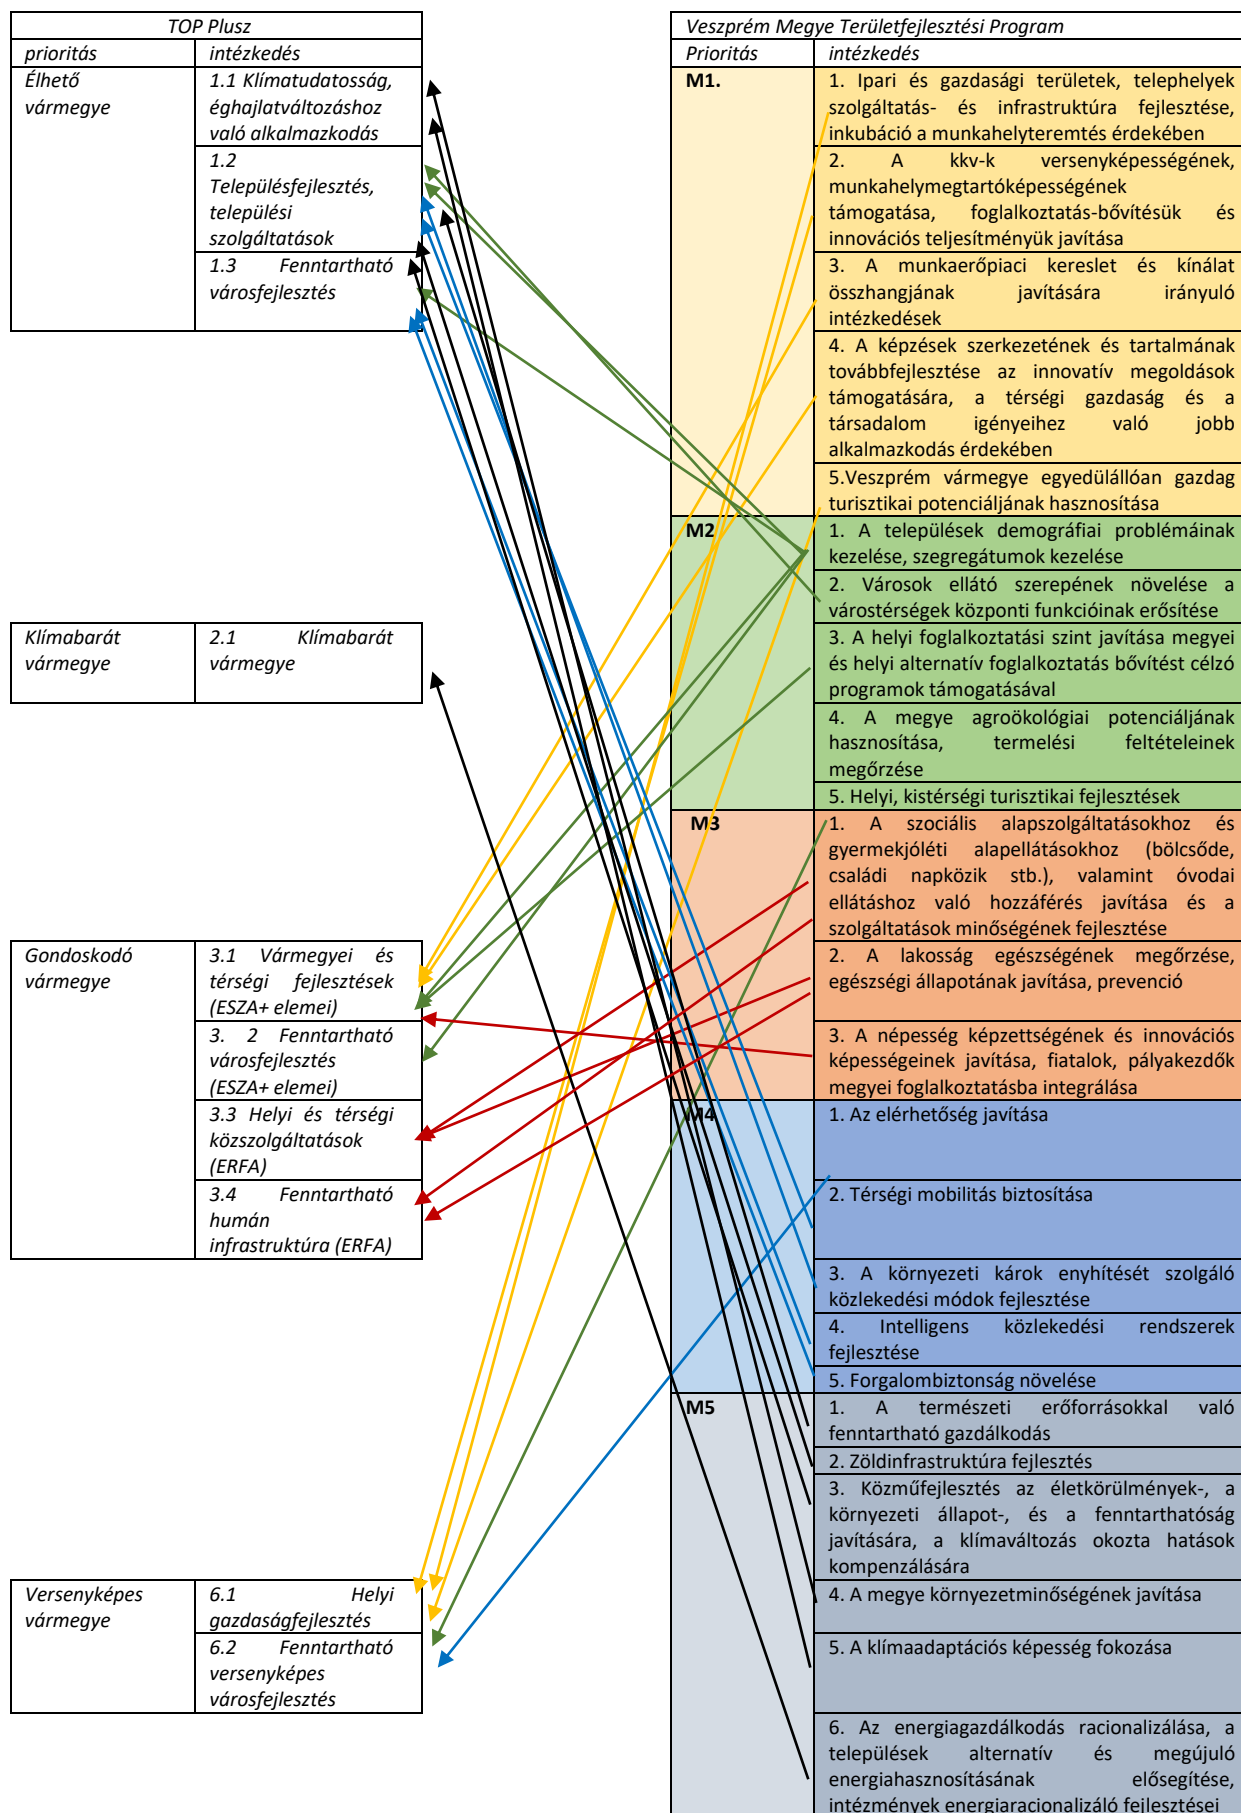 TOP Plusz
prioritás
intézkedés
Élhető
vármegye
1.1 Klímatudatosság,
éghajlatváltozáshoz
való alkalmazkodás
1.2
Településfejlesztés,
települési
szolgáltatások
1.3 Fenntartható
városfejlesztés
Klímabarát
vármegye
2.1 Klímabarát
vármegye
Gondoskodó
vármegye
3.1 Vármegyei és
térségi fejlesztések
(ESZA+ elemei)
3. 2 Fenntartható
városfejlesztés
(ESZA+ elemei)
3.3 Helyi és térségi
közszolgáltatások
(ERFA)
3.4 Fenntartható
humán
infrastruktúra (ERFA)
Versenyképes
vármegye
6.1 Helyi
gazdaságfejlesztés
6.2 Fenntartható
versenyképes
városfejlesztés
Veszprém Megye Területfejlesztési Program
Prioritás
intézkedés
M1.
1. Ipari és gazdasági területek, telephelyek
szolgáltatás- és infrastruktúra fejlesztése,
inkubáció a munkahelyteremtés érdekében
2. A kkv-k versenyképességének,
munkahelymegtartóképességének
támogatása, foglalkoztatás-bővítésük és
innovációs teljesítményük javítása
3. A munkaerőpiaci kereslet és kínálat
összhangjának javítására irányuló
intézkedések
4. A képzések szerkezetének és tartalmának
továbbfejlesztése az innovatív megoldások
támogatására, a térségi gazdaság és a
társadalom igényeihez való jobb
alkalmazkodás érdekében
5.Veszprém vármegye egyedülállóan gazdag
turisztikai potenciáljának hasznosítása
M2
1. A települések demográfiai problémáinak
kezelése, szegregátumok kezelése
2. Városok ellátó szerepének növelése a
várostérségek központi funkcióinak erősítése
3. A helyi foglalkoztatási szint javítása megyei
és helyi alternatív foglalkoztatás bővítést célzó
programok támogatásával
4. A megye agroökológiai potenciáljának
hasznosítása, termelési feltételeinek
megőrzése
5. Helyi, kistérségi turisztikai fejlesztések
M3
1. A szociális alapszolgáltatásokhoz és
gyermekjóléti alapellátásokhoz (bölcsőde,
családi napközik stb.), valamint óvodai
ellátáshoz való hozzáférés javítása és a
szolgáltatások minőségének fejlesztése
2. A lakosság egészségének megőrzése,
egészségi állapotának javítása, prevenció
3. A népesség képzettségének és innovációs
képességeinek javítása, fiatalok, pályakezdők
megyei foglalkoztatásba integrálása
M4
1. Az elérhetőség javítása
2. Térségi mobilitás biztosítása
3. A környezeti károk enyhítését szolgáló
közlekedési módok fejlesztése
4. Intelligens közlekedési rendszerek
fejlesztése
5. Forgalombiztonság növelése
M5
1. A természeti erőforrásokkal való
fenntartható gazdálkodás
2. Zöldinfrastruktúra fejlesztés
3. Közműfejlesztés az életkörülmények-, a
környezeti állapot-, és a fenntarthatóság
javítására, a klímaváltozás okozta hatások
kompenzálására
4. A megye környezetminőségének javítása
5. A klímaadaptációs képesség fokozása
6. Az energiagazdálkodás racionalizálása, a
települések alternatív és megújuló
energiahasznosításának elősegítése,
intézmények energiaracionalizáló fejlesztései